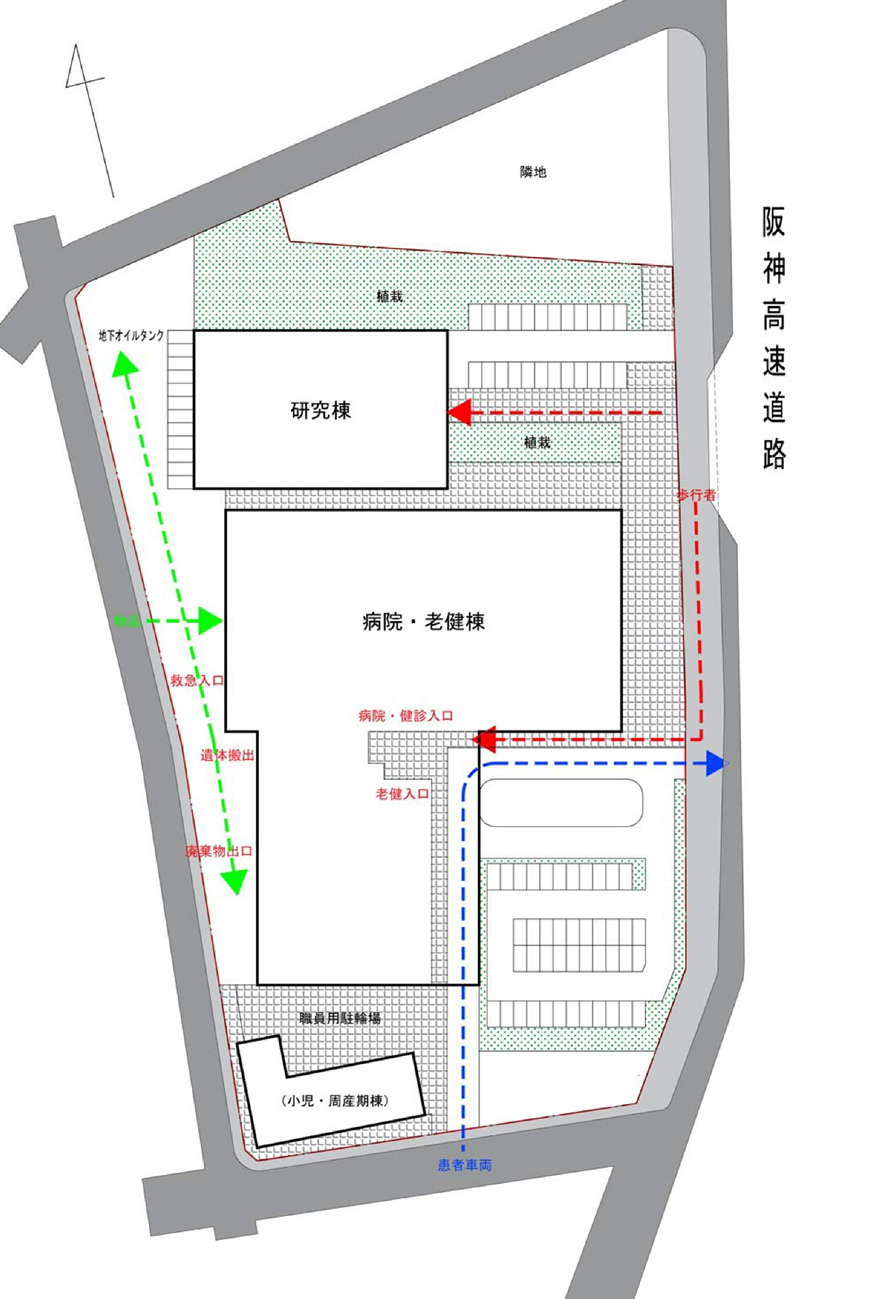 隣地
阪神高速道路
植栽
地下オイルタンク
研究棟
植栽
歩行者
病院・老健棟
救急入口
病院・健診入口
遺体搬出
老健入口
廃棄物出口
職員用駐輪場
（小児・周産期棟）
患者車両